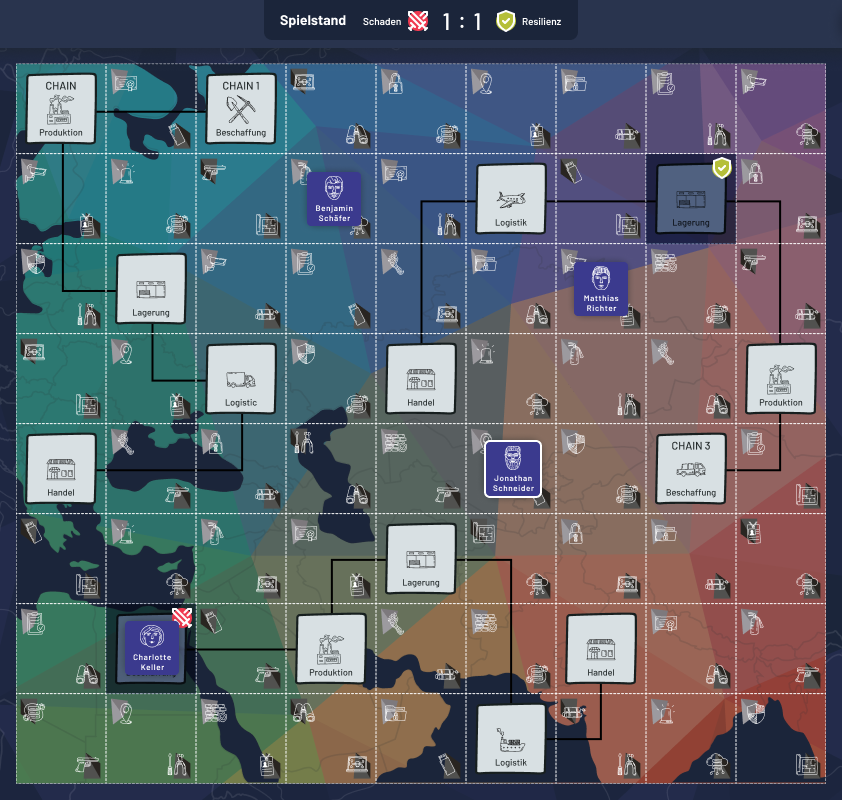 Spielstand Schaden 1 : 1 Resilienz
CHAIN
Produktion
CHAIN 1
Beschaffung
Benjamin
Schäfer
Logistik
Lagerung
Lagerung
Matthias
Richter
Logistic
Handel
Produktion
Handel
Jonathan
Schneider
CHAIN 3
Beschaffung
Lagerung
Charlotte
Keller
Produktion
Handel
Logistik